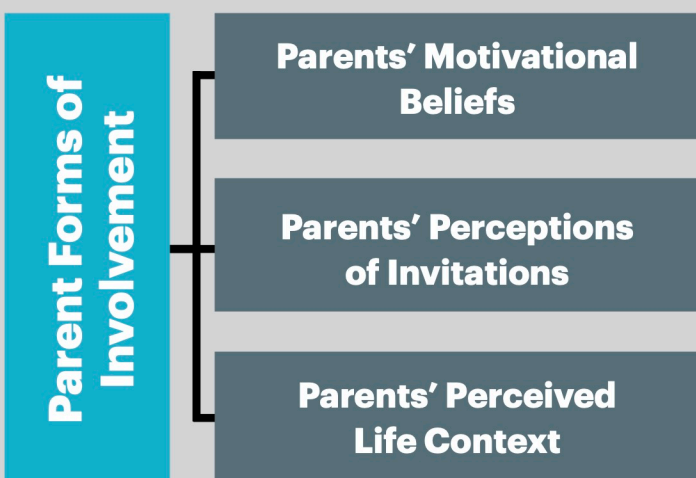 Parent Forms of
Involvement
Parents’ Motivational
Beliefs
Parents’ Perceptions
of Invitations
Parents’ Perceived
Life Context